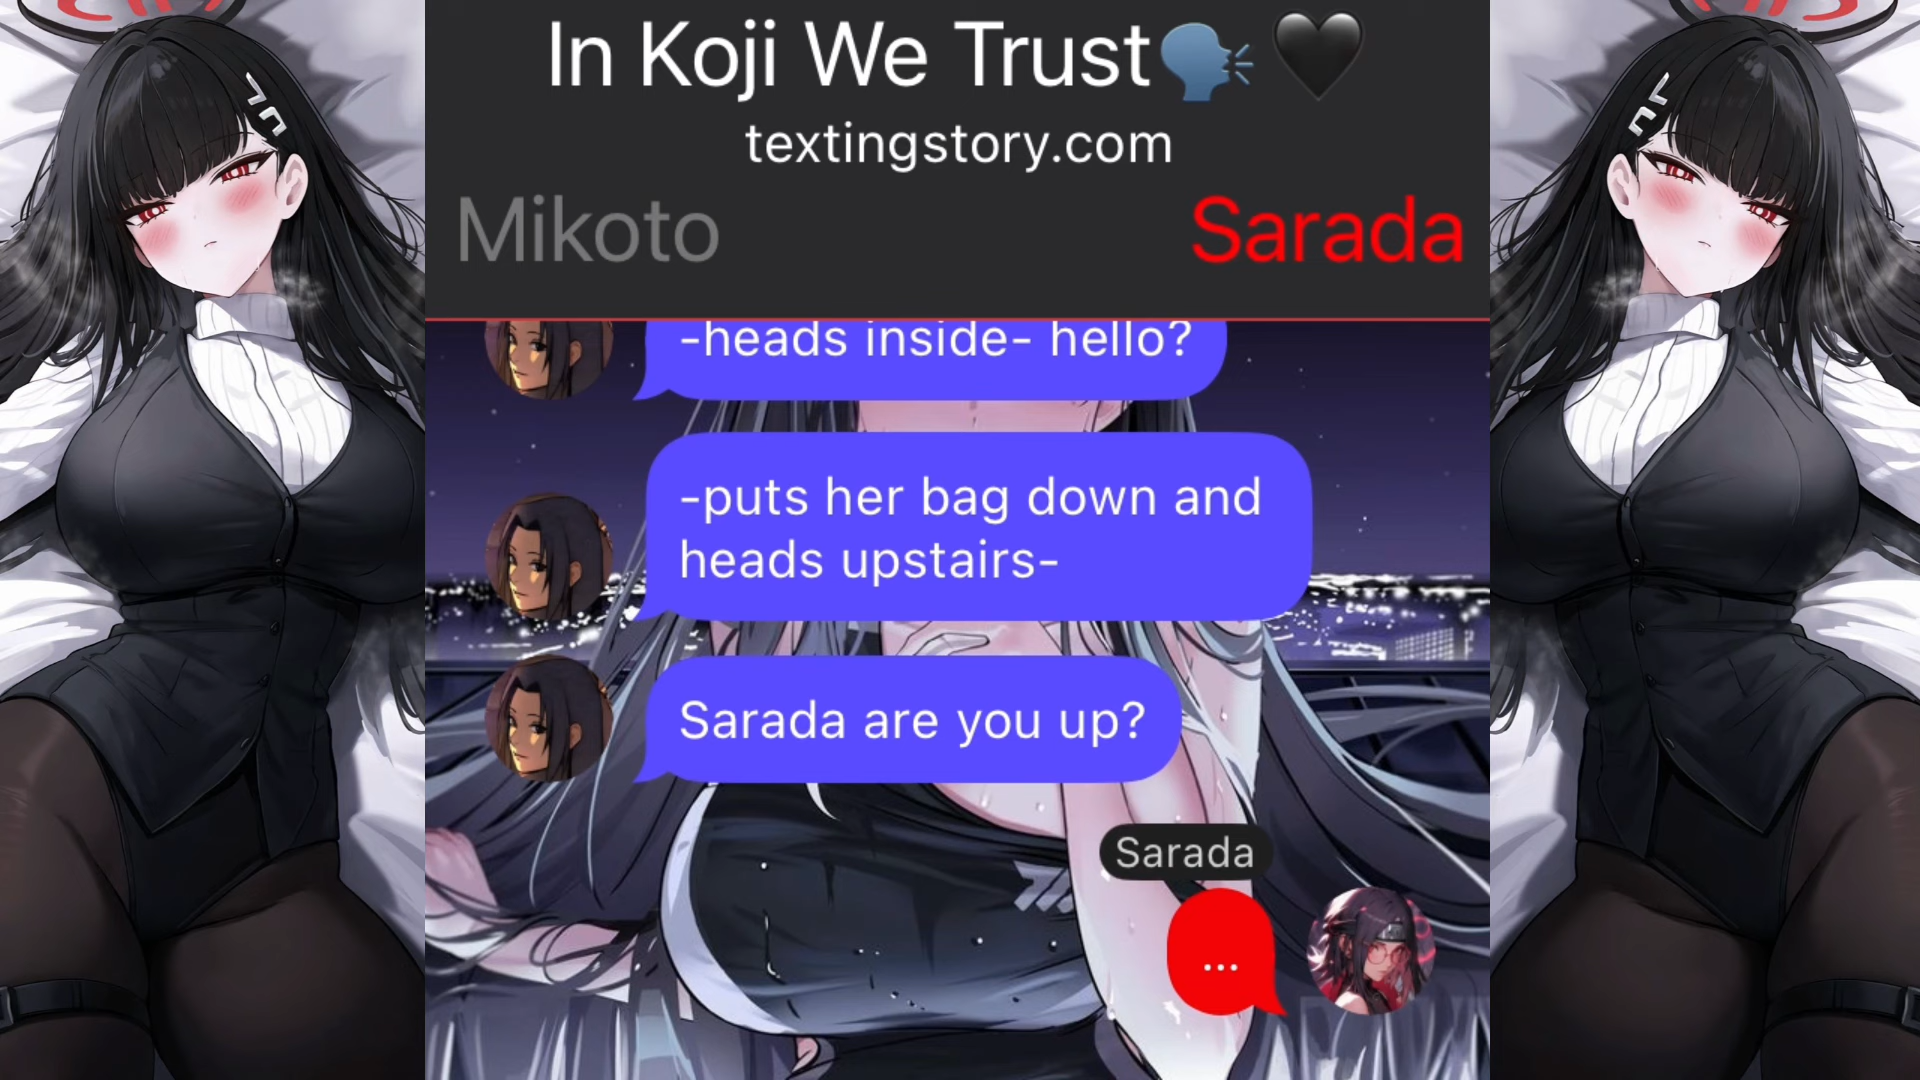 In Koji We Trust🗣️🖤
textingstory.com
Mikoto
Sarada
-heads inside- hello?
-puts her bag down and
heads upstairs-
Sarada are you up?
Sarada
...